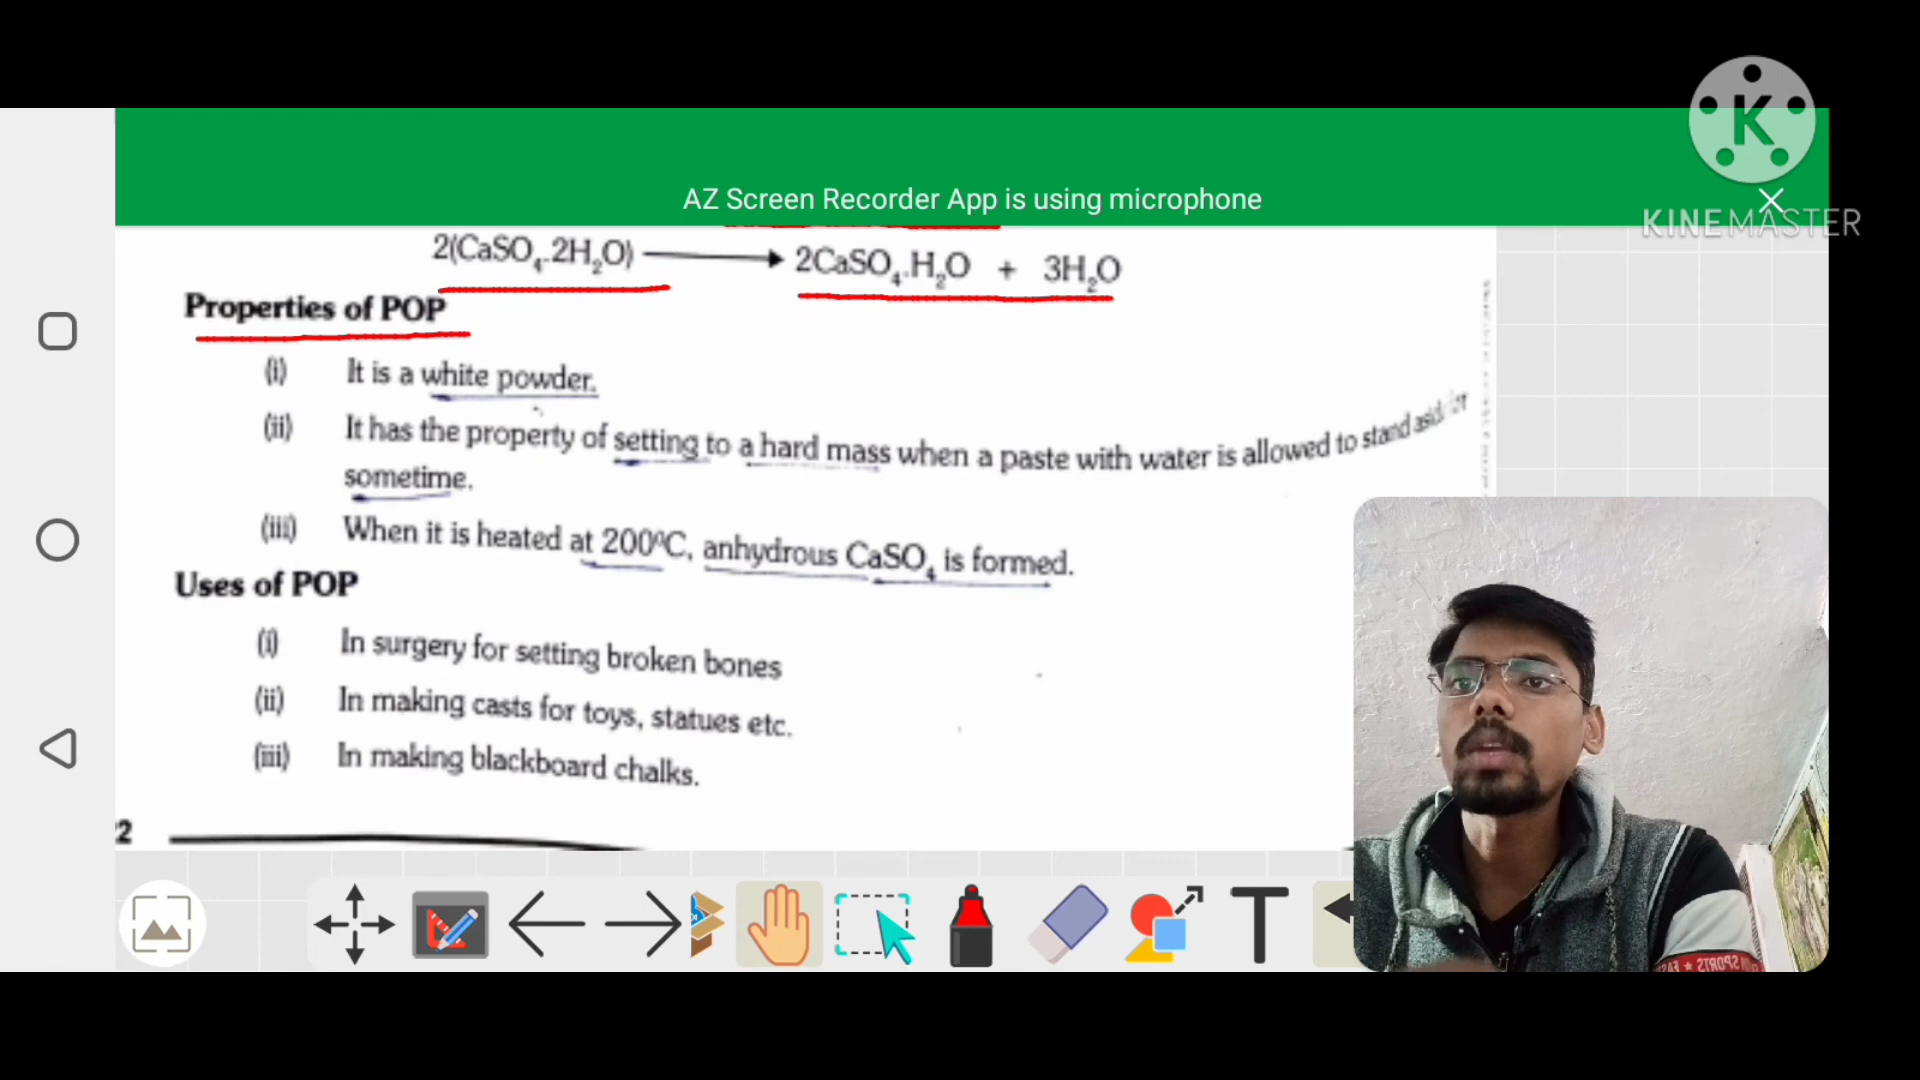 K
KINEMASTER
AZ Screen Recorder App is using microphone
2(CaSO₄.2H₂O) ⟶ 2CaSO₄.H₂O + 3H₂O
Properties of POP
(i) It is a white powder.
(ii) It has the property of setting to a hard mass when a paste with water is allowed to stand aside for
sometime.
(iii) When it is heated at 200⁰C, anhydrous CaSO₄ is formed.
Uses of POP
(i) In surgery for setting broken bones
(ii) In making casts for toys, statues etc.
(iii) In making blackboard chalks.
22
T